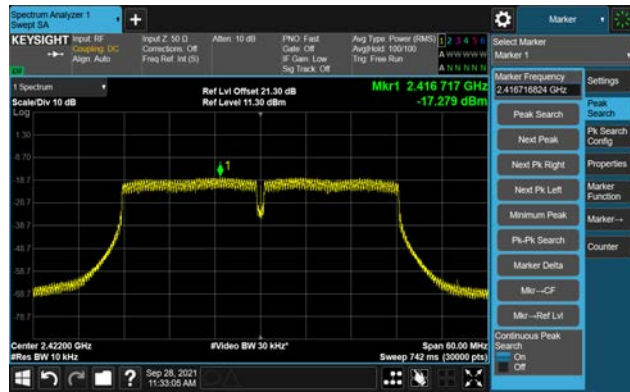 Spectrum Analyzer 1
Swept SA
Marker
KEYSIGHT
Input: RF
Coupling: DC
Align: Auto
Input Z: 50 Ω
Corrections: Off
Freq Ref: Int (S)
Atten: 10 dB
PNO: Fast
Gate: Off
IF Gain: Low
Sig Track: Off
Avg Type: Power (RMS)
Avg|Hold: 100/100
Trig: Free Run
1 2 3 4 5 6
A W W W W W
A N N N N N
Select Marker
Marker 1
1 Spectrum
Scale/Div 10 dB
Log
Ref Lvl Offset 21.30 dB
Ref Level 11.30 dBm
Mkr1 2.416 717 GHz
-17.279 dBm
1.30
-8.70
-18.7
-28.7
-38.7
-48.7
-58.7
-68.7
-78.7
1
Center 2.42200 GHz
#Res BW 10 kHz
#Video BW 30 kHz*
Span 60.00 MHz
Sweep 742 ms (30000 pts)
Marker Frequency
2.416716824 GHz
Peak Search
Next Peak
Next Pk Right
Next Pk Left
Minimum Peak
Pk-Pk Search
Marker Delta
Mkr→CF
Mkr→Ref Lvl
Continuous Peak
Search
On
Off
Settings
Peak
Search
Pk Search
Config
Properties
Marker
Function
Marker→
Counter
Sep 28, 2021
11:33:05 AM